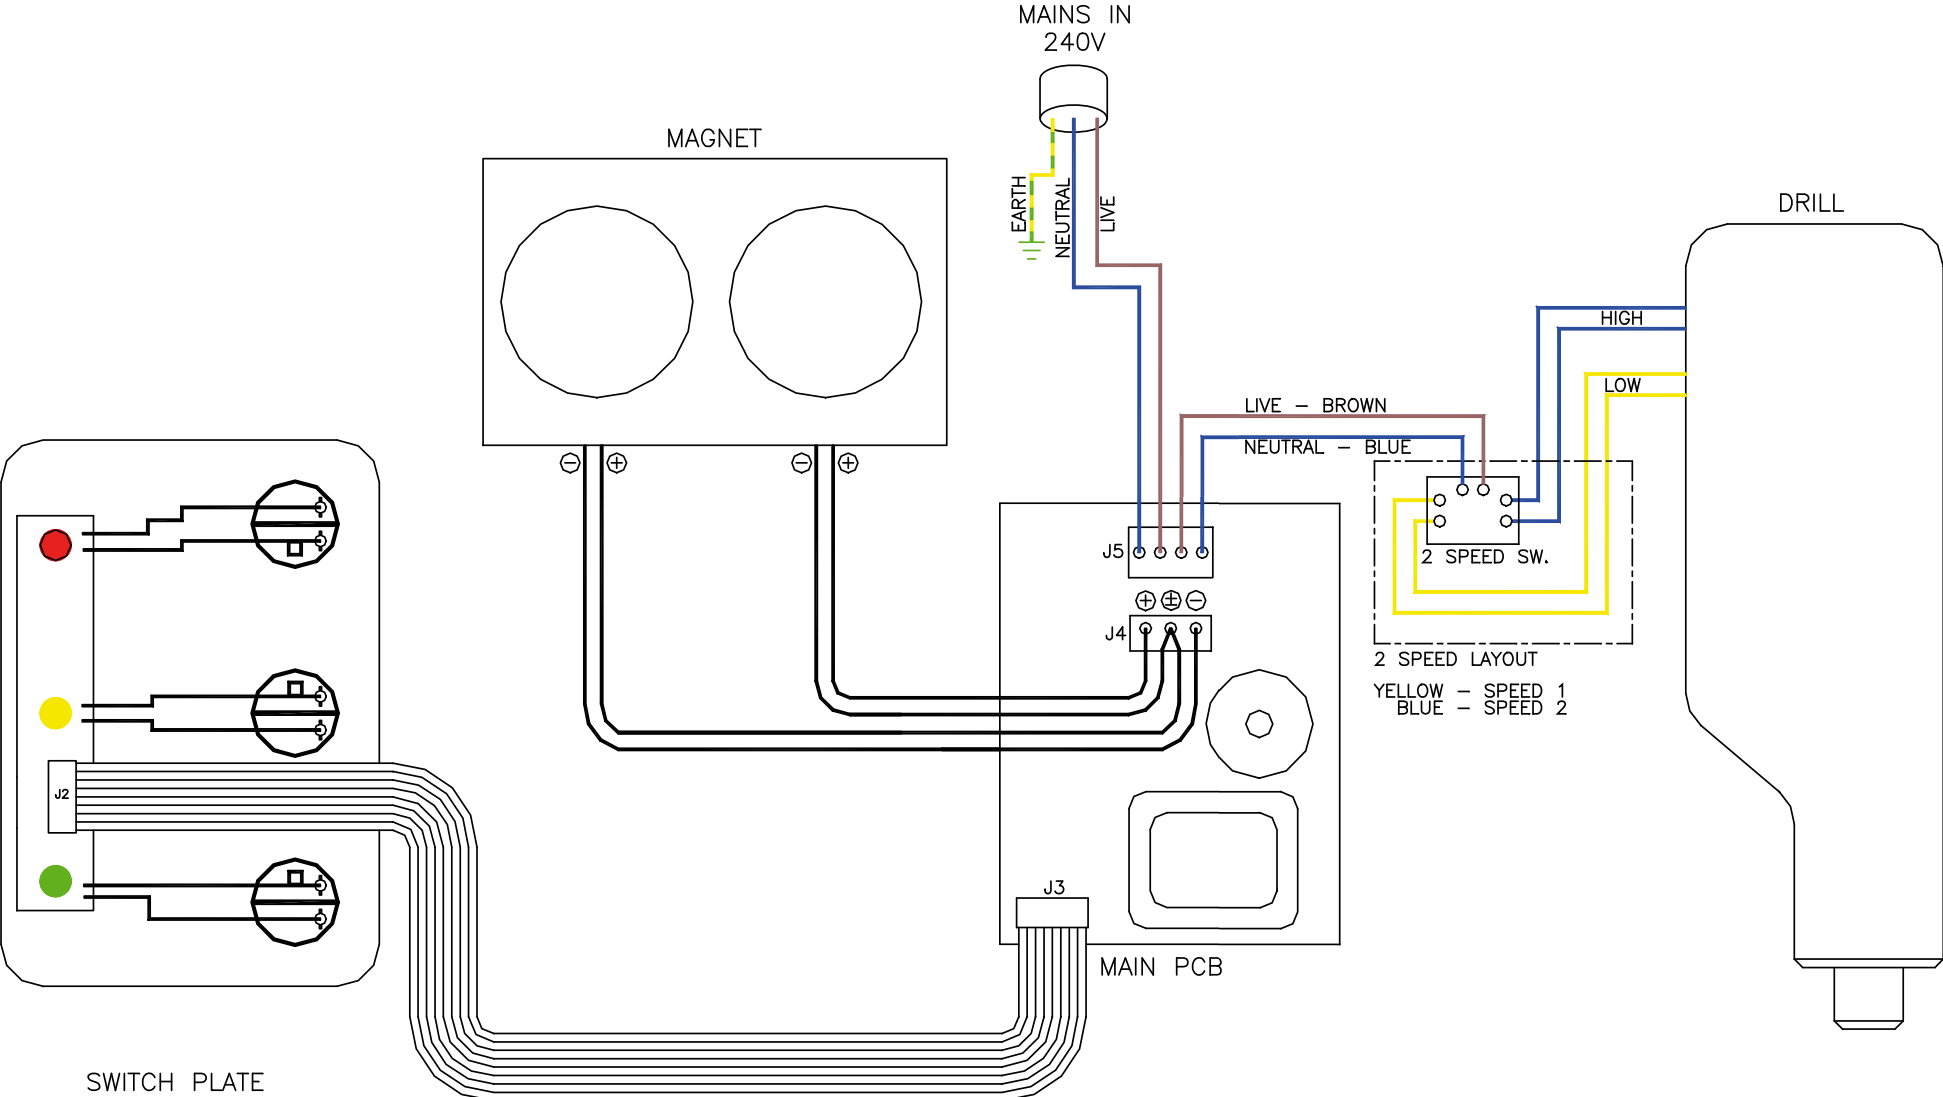 MAINS IN
240V
MAGNET
EARTH
NEUTRAL
LIVE
DRILL
HIGH
LOW
LIVE - BROWN
NEUTRAL - BLUE
J5
2 SPEED SW.
J4
2 SPEED LAYOUT
YELLOW - SPEED 1
BLUE - SPEED 2
J2
J3
MAIN PCB
SWITCH PLATE